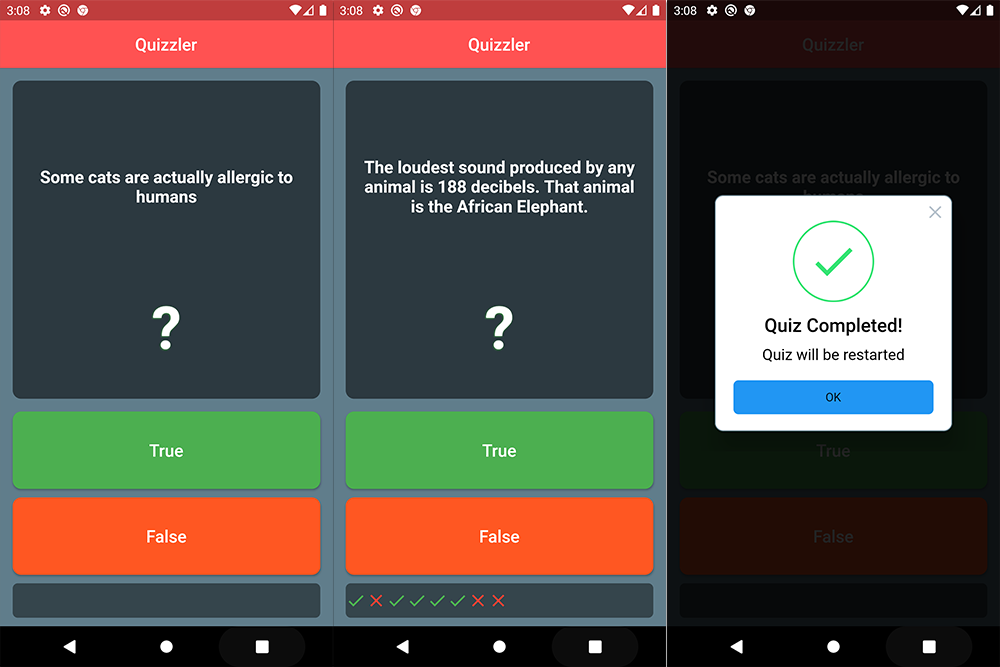 3:08
Quizzler
Some cats are actually allergic to
humans
?
True
False
3:08
Quizzler
The loudest sound produced by any
animal is 188 decibels. That animal
is the African Elephant.
?
True
False
3:08
Quizzler
Some cats are actually allergic to
humans
Quiz Completed!
Quiz will be restarted
OK
True
False